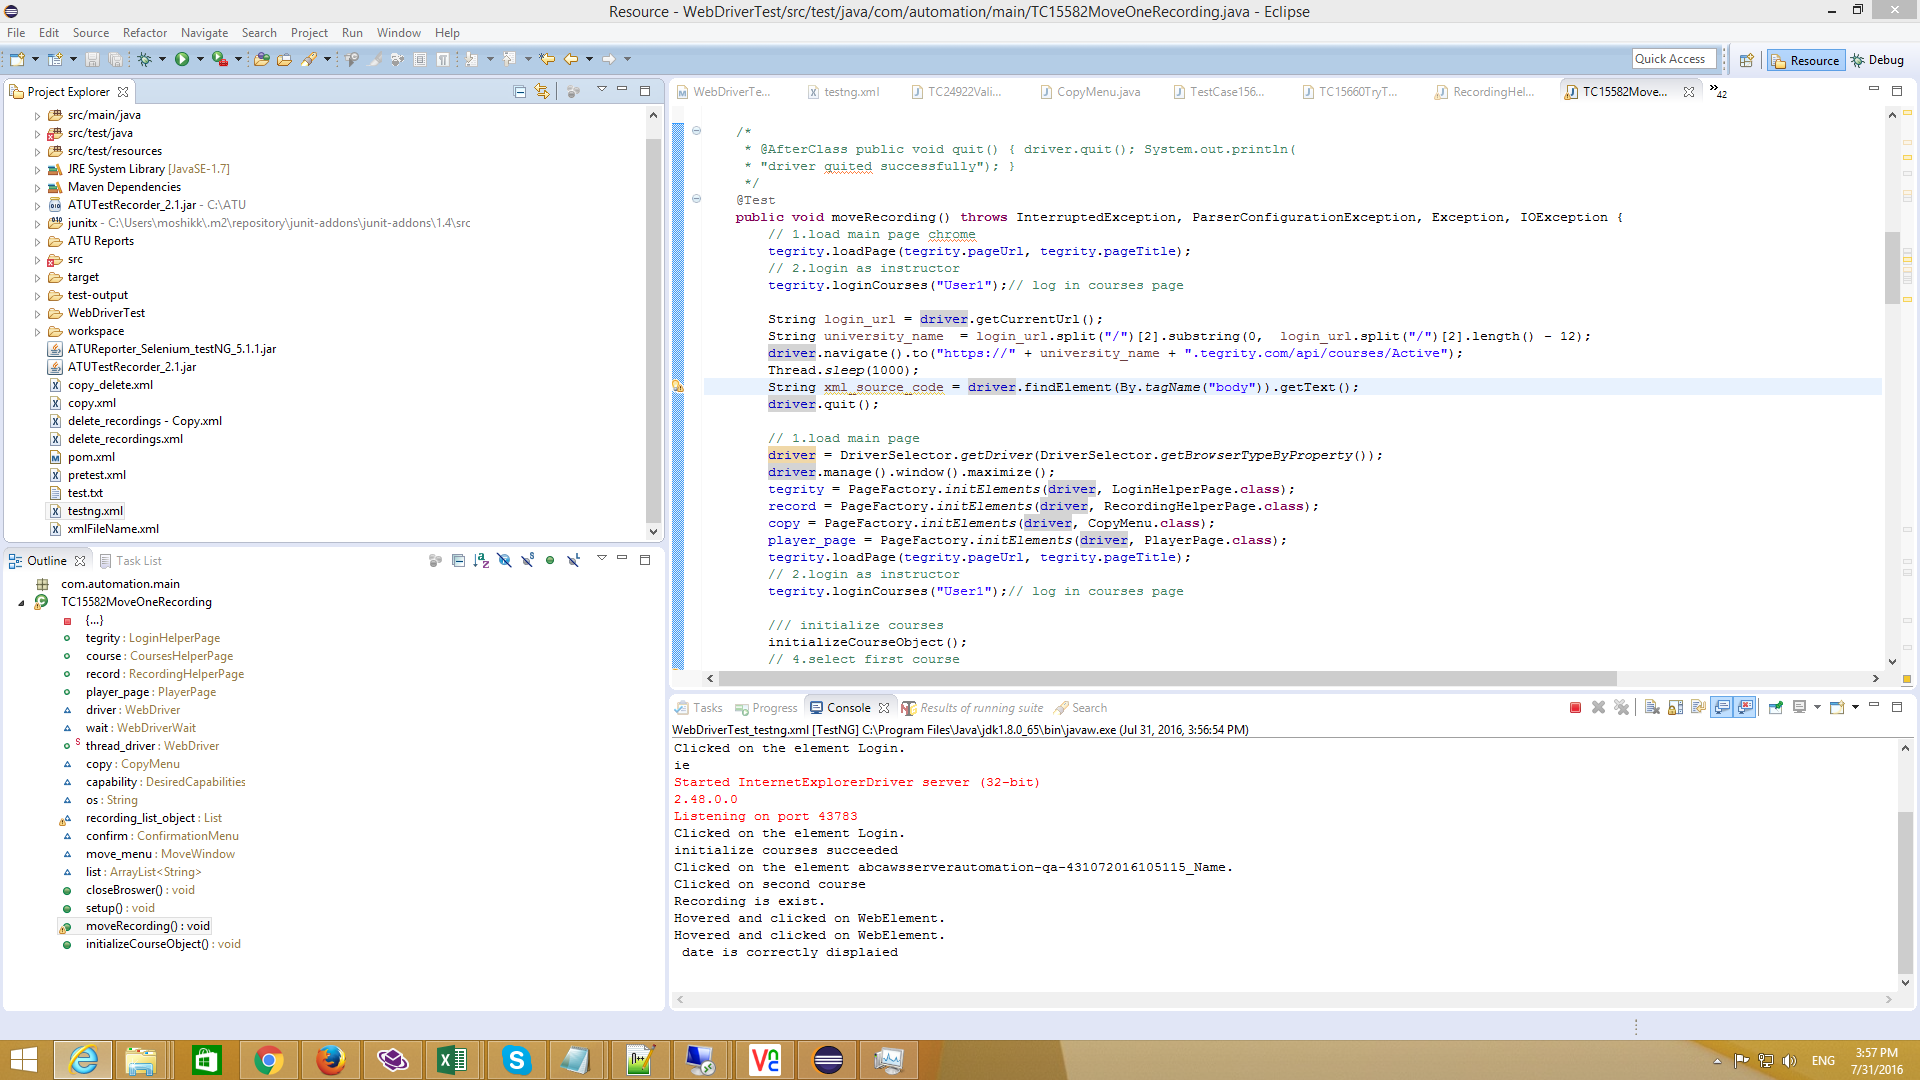 Resource - WebDriverTest/src/test/java/com/automation/main/TC15582MoveOneRecording.java - Eclipse
File Edit Source Refactor Navigate Search Project Run Window Help
Quick Access
Resource
Debug
Project Explorer
src/main/java
src/test/java
src/test/resources
JRE System Library [JavaSE-1.7]
Maven Dependencies
ATUTestRecorder_2.1.jar - C:\ATU
junitx - C:\Users\moshikk\.m2\repository\junit-addons\junit-addons\1.4\src
ATU Reports
src
target
test-output
WebDriverTest
workspace
ATUReporter_Selenium_testNG_5.1.1.jar
ATUTestRecorder_2.1.jar
copy_delete.xml
copy.xml
delete_recordings - Copy.xml
delete_recordings.xml
pom.xml
pretest.xml
test.txt
testng.xml
xmlFileName.xml
Outline
Task List
com.automation.main
TC15582MoveOneRecording
{...}
tegrity : LoginHelperPage
course : CoursesHelperPage
record : RecordingHelperPage
player_page : PlayerPage
driver : WebDriver
wait : WebDriverWait
thread_driver : WebDriver
copy : CopyMenu
capability : DesiredCapabilities
os : String
recording_list_object : List
confirm : ConfirmationMenu
move_menu : MoveWindow
list : ArrayList<String>
closeBroswer() : void
setup() : void
moveRecording() : void
initializeCourseObject() : void
WebDriverTe...
testng.xml
TC24922Vali...
CopyMenu.java
TestCase156...
TC15660TryT...
RecordingHel...
TC15582Move...
42
/*
* @AfterClass public void quit() { driver.quit(); System.out.println(
* "driver quited successfully"); }
*/
@Test
public void moveRecording() throws InterruptedException, ParserConfigurationException, Exception, IOException {
// 1.load main page chrome
tegrity.loadPage(tegrity.pageUrl, tegrity.pageTitle);
// 2.login as instructor
tegrity.loginCourses("User1");// log in courses page
String login_url = driver.getCurrentUrl();
String university_name  = login_url.split("/")[2].substring(0,  login_url.split("/")[2].length() - 12);
driver.navigate().to("https://" + university_name + ".tegrity.com/api/courses/Active");
Thread.sleep(1000);
String xml_source_code = driver.findElement(By.tagName("body")).getText();
driver.quit();
// 1.load main page
driver = DriverSelector.getDriver(DriverSelector.getBrowserTypeByProperty());
driver.manage().window().maximize();
tegrity = PageFactory.initElements(driver, LoginHelperPage.class);
record = PageFactory.initElements(driver, RecordingHelperPage.class);
copy = PageFactory.initElements(driver, CopyMenu.class);
player_page = PageFactory.initElements(driver, PlayerPage.class);
tegrity.loadPage(tegrity.pageUrl, tegrity.pageTitle);
// 2.login as instructor
tegrity.loginCourses("User1");// log in courses page
/// initialize courses
initializeCourseObject();
// 4.select first course
Tasks
Progress
Console
Results of running suite
Search
WebDriverTest_testng.xml [TestNG] C:\Program Files\Java\jdk1.8.0_65\bin\javaw.exe (Jul 31, 2016, 3:56:54 PM)
Clicked on the element Login.
ie
Started InternetExplorerDriver server (32-bit)
2.48.0.0
Listening on port 43783
Clicked on the element Login.
initialize courses succeeded
Clicked on the element abcawsserverautomation-qa-431072016105115_Name.
Clicked on second course
Recording is exist.
Hovered and clicked on WebElement.
Hovered and clicked on WebElement.
date is correctly displaied
ENG
3:57 PM
7/31/2016